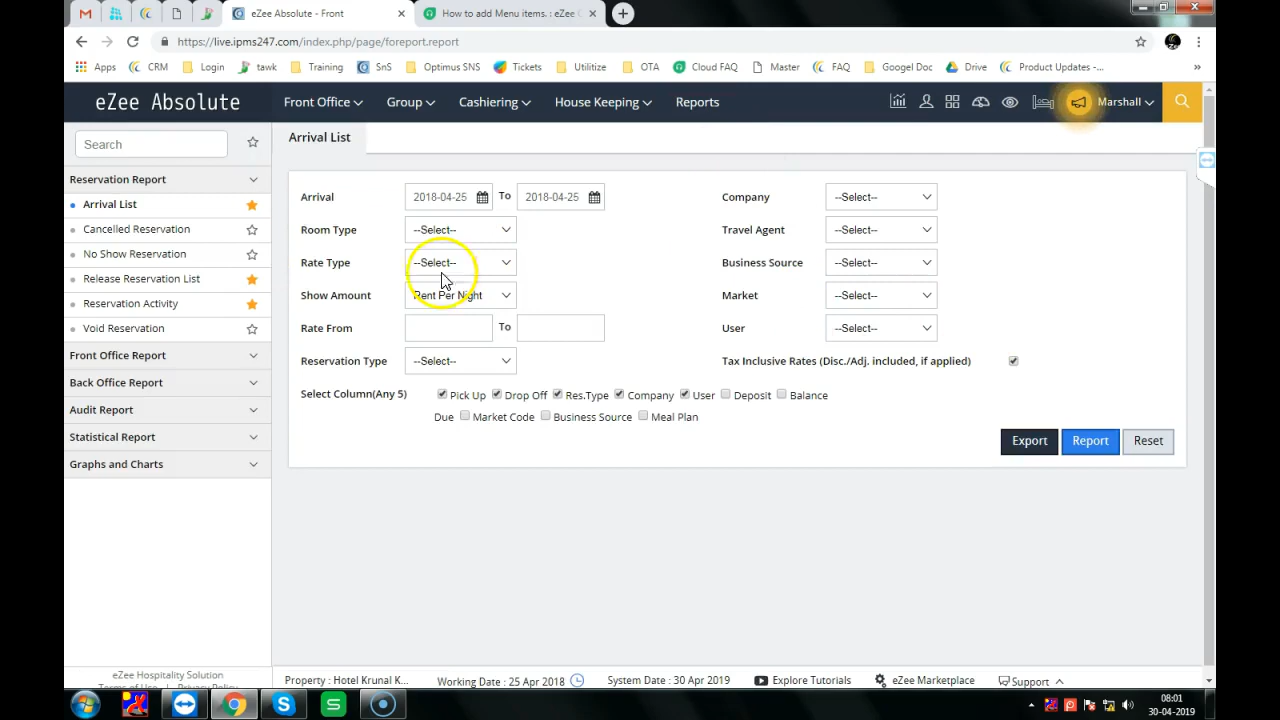 eZee Absolute - Front
How to add Menu items. : eZee C
https://live.ipms247.com/index.php/page/foreport.report
Apps CRM Login tawk Training SnS Optimus SNS Tickets Utilitize OTA Cloud FAQ Master FAQ Googel Doc Drive Product Updates -... »
eZee Absolute Front Office Group Cashiering House Keeping Reports Marshall
Search
Arrival List
Reservation Report
Arrival List
Cancelled Reservation
No Show Reservation
Release Reservation List
Reservation Activity
Void Reservation
Front Office Report
Back Office Report
Audit Report
Statistical Report
Graphs and Charts
Arrival 2018-04-25 To 2018-04-25 Company --Select--
Room Type --Select-- Travel Agent --Select--
Rate Type --Select-- Business Source --Select--
Show Amount Rent Per Night Market --Select--
Rate From To User --Select--
Reservation Type --Select-- Tax Inclusive Rates (Disc./Adj. included, if applied)
Select Column(Any 5) Pick Up Drop Off Res.Type Company User Deposit Balance
Due Market Code Business Source Meal Plan
Export Report Reset
eZee Hospitality Solution
Terms of Use | Privacy Policy
Property : Hotel Krunal K... Working Date : 25 Apr 2018 System Date : 30 Apr 2019 Explore Tutorials eZee Marketplace Support
08:01
30-04-2019